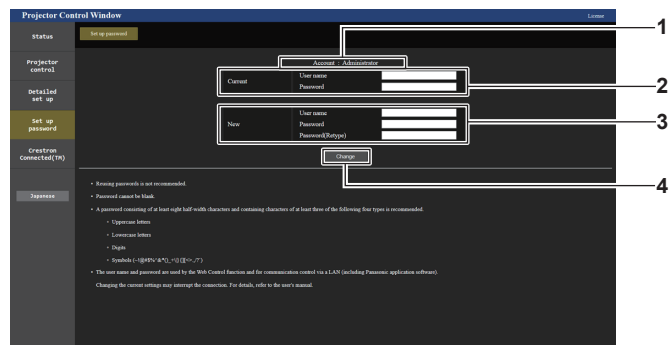 Projector Control Window
License
Status
Set up password
1
Projector
control
Account : Administrator
Current
User name
Password
2
Detailed
set up
Set up
password
New
User name
Password
Password(Retype)
3
Crestron
Connected(TM)
Change
4
Japanese
• Reusing passwords is not recommended.
• Password cannot be blank.
• A password consisting of at least eight half-width characters and containing characters of at least three of the following four types is recommended.
◦ Uppercase letters
◦ Lowercase letters
◦ Digits
◦ Symbols
• The user name and password are used by the Web Control function and for communication control via a LAN (including Panasonic application software).
Changing the current settings may interrupt the connection. For details, refer to the user's manual.